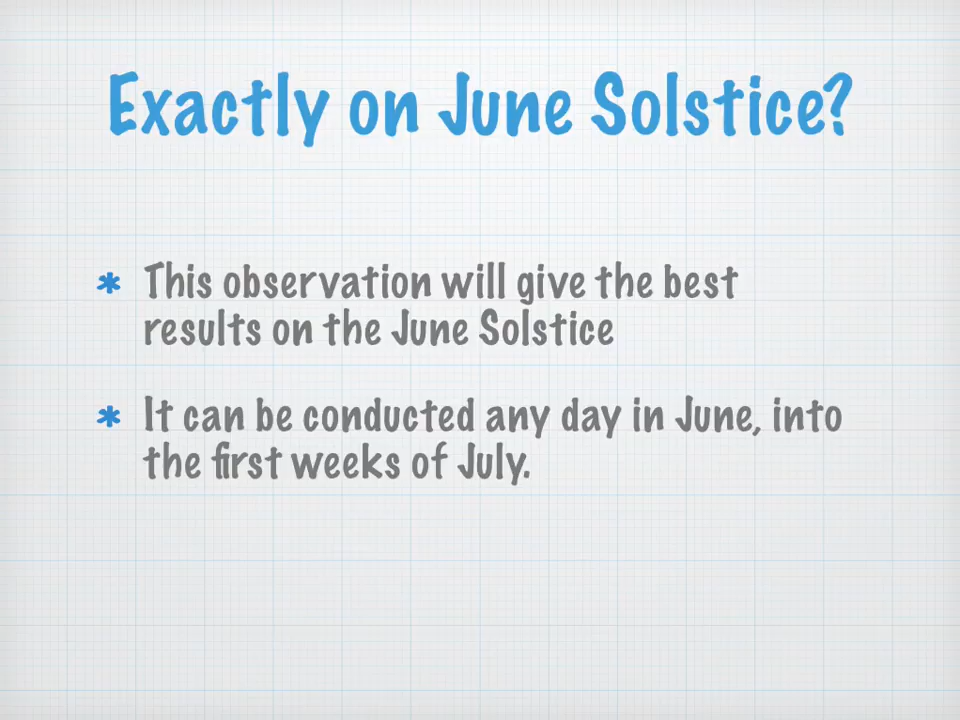 Exactly on June Solstice?
* This observation will give the best
results on the June Solstice
* It can be conducted any day in June, into
the first weeks of July.